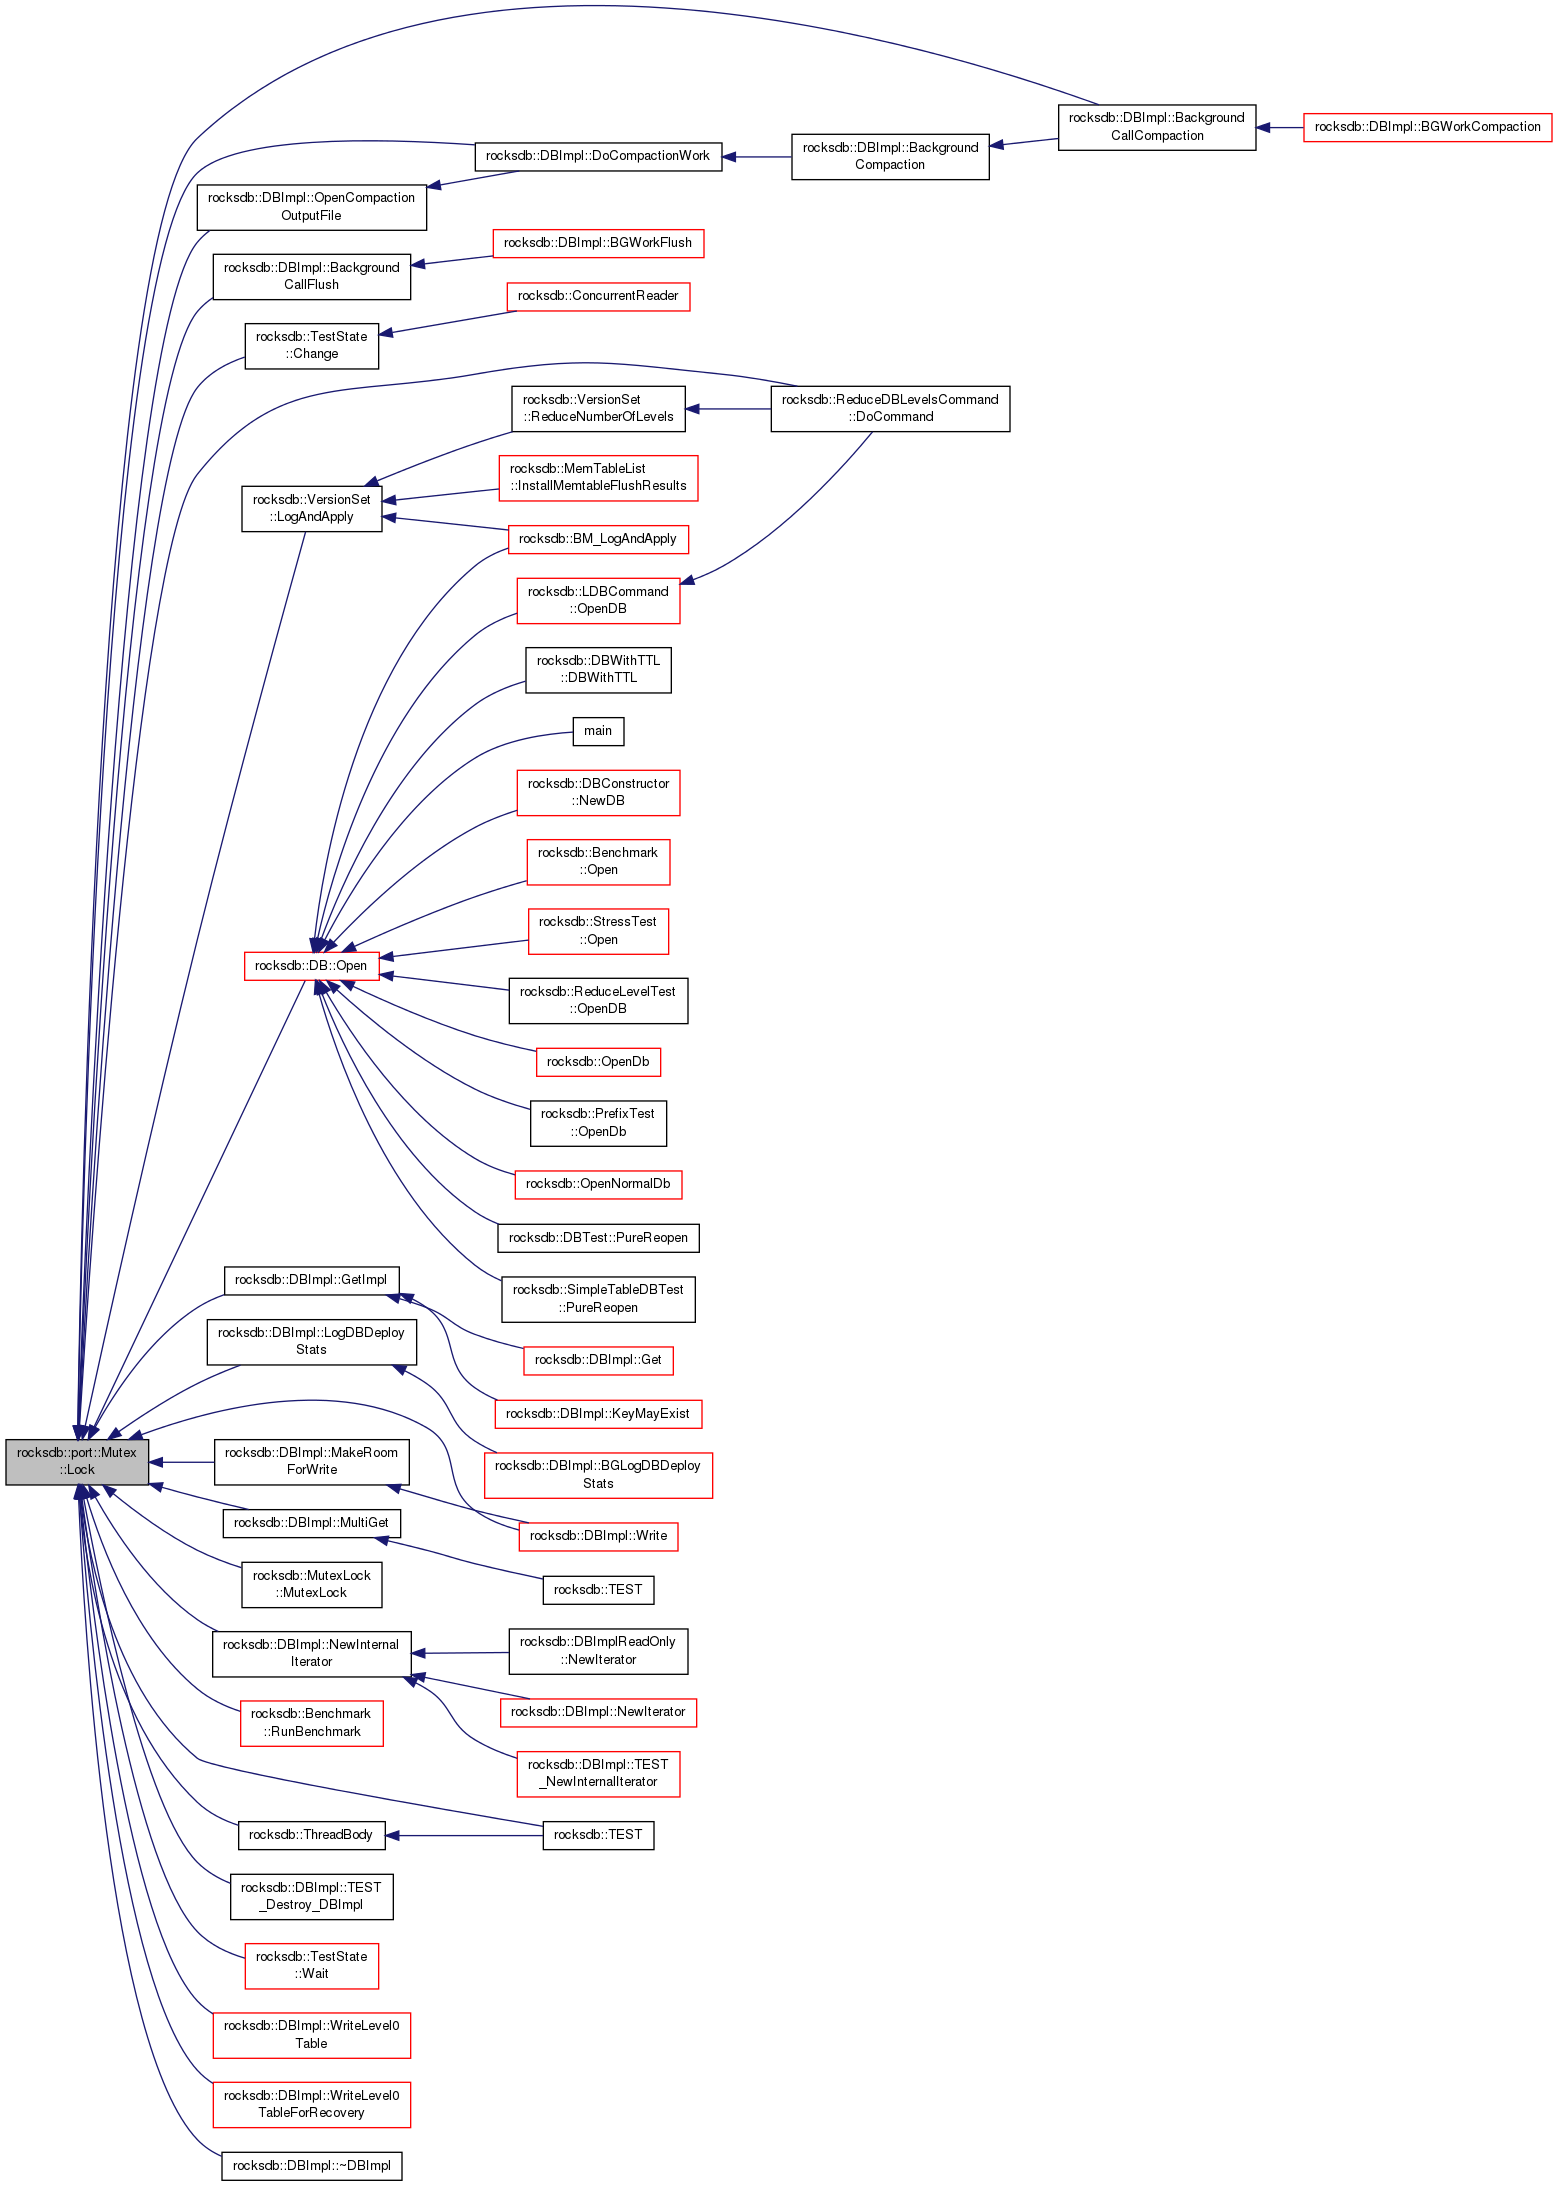 rocksdb::DBImpl::Background
CallCompaction
rocksdb::DBImpl::BGWorkCompaction
rocksdb::DBImpl::Background
Compaction
rocksdb::DBImpl::DoCompactionWork
rocksdb::DBImpl::OpenCompaction
OutputFile
rocksdb::DBImpl::BGWorkFlush
rocksdb::DBImpl::Background
CallFlush
rocksdb::ConcurrentReader
rocksdb::TestState
::Change
rocksdb::VersionSet
::ReduceNumberOfLevels
rocksdb::ReduceDBLevelsCommand
::DoCommand
rocksdb::MemTableList
::InstallMemtableFlushResults
rocksdb::VersionSet
::LogAndApply
rocksdb::BM_LogAndApply
rocksdb::LDBCommand
::OpenDB
rocksdb::DBWithTTL
::DBWithTTL
main
rocksdb::DBConstructor
::NewDB
rocksdb::Benchmark
::Open
rocksdb::StressTest
::Open
rocksdb::DB::Open
rocksdb::ReduceLevelTest
::OpenDB
rocksdb::OpenDb
rocksdb::PrefixTest
::OpenDb
rocksdb::OpenNormalDb
rocksdb::DBTest::PureReopen
rocksdb::DBImpl::GetImpl
rocksdb::SimpleTableDBTest
::PureReopen
rocksdb::DBImpl::LogDBDeploy
Stats
rocksdb::DBImpl::Get
rocksdb::DBImpl::KeyMayExist
rocksdb::port::Mutex
::Lock
rocksdb::DBImpl::MakeRoom
ForWrite
rocksdb::DBImpl::BGLogDBDeploy
Stats
rocksdb::DBImpl::MultiGet
rocksdb::DBImpl::Write
rocksdb::MutexLock
::MutexLock
rocksdb::TEST
rocksdb::DBImpl::NewInternal
Iterator
rocksdb::DBImplReadOnly
::NewIterator
rocksdb::DBImpl::NewIterator
rocksdb::Benchmark
::RunBenchmark
rocksdb::DBImpl::TEST
_NewInternalIterator
rocksdb::ThreadBody
rocksdb::TEST
rocksdb::DBImpl::TEST
_Destroy_DBImpl
rocksdb::TestState
::Wait
rocksdb::DBImpl::WriteLevel0
Table
rocksdb::DBImpl::WriteLevel0
TableForRecovery
rocksdb::DBImpl::~DBImpl